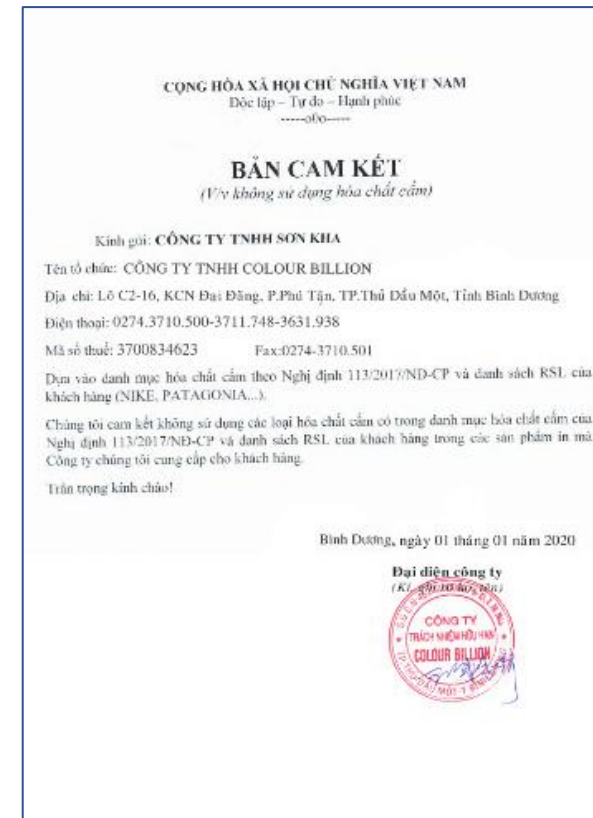 CỘNG HÒA XÃ HỘI CHỦ NGHĨA VIỆT NAM
Độc lập – Tự do – Hạnh phúc
-----o0o-----
BẢN CAM KẾT
(V/v không sử dụng hóa chất cấm)
Kính gửi: CÔNG TY TNHH SƠN KHA
Tên tổ chức: CÔNG TY TNHH COLOUR BILLION
Địa chỉ: Lô C2-16, KCN Đại Đăng, P.Phú Tận, TP.Thủ Dầu Một, Tỉnh Bình Dương
Điện thoại: 0274.3710.500-3711.748-3631.938
Mã số thuế: 3700834623 Fax:0274-3710.501
Dựa vào danh mục hóa chất cấm theo Nghị định 113/2017/NĐ-CP và danh sách RSL của
khách hàng (NIKE, PATAGONIA...).
Chúng tôi cam kết không sử dụng các loại hóa chất cấm có trong danh mục hóa chất cấm của
Nghị định 113/2017/NĐ-CP và danh sách RSL của khách hàng trong các sản phẩm in mà
Công ty chúng tôi cung cấp cho khách hàng.
Trân trọng kính chào!
Bình Dương, ngày 01 tháng 01 năm 2020
Đại diện công ty
(Kí, ghi rõ họ, tên)
CÔNG TY
TRÁCH NHIỆM HỮU HẠN
COLOUR BILLION